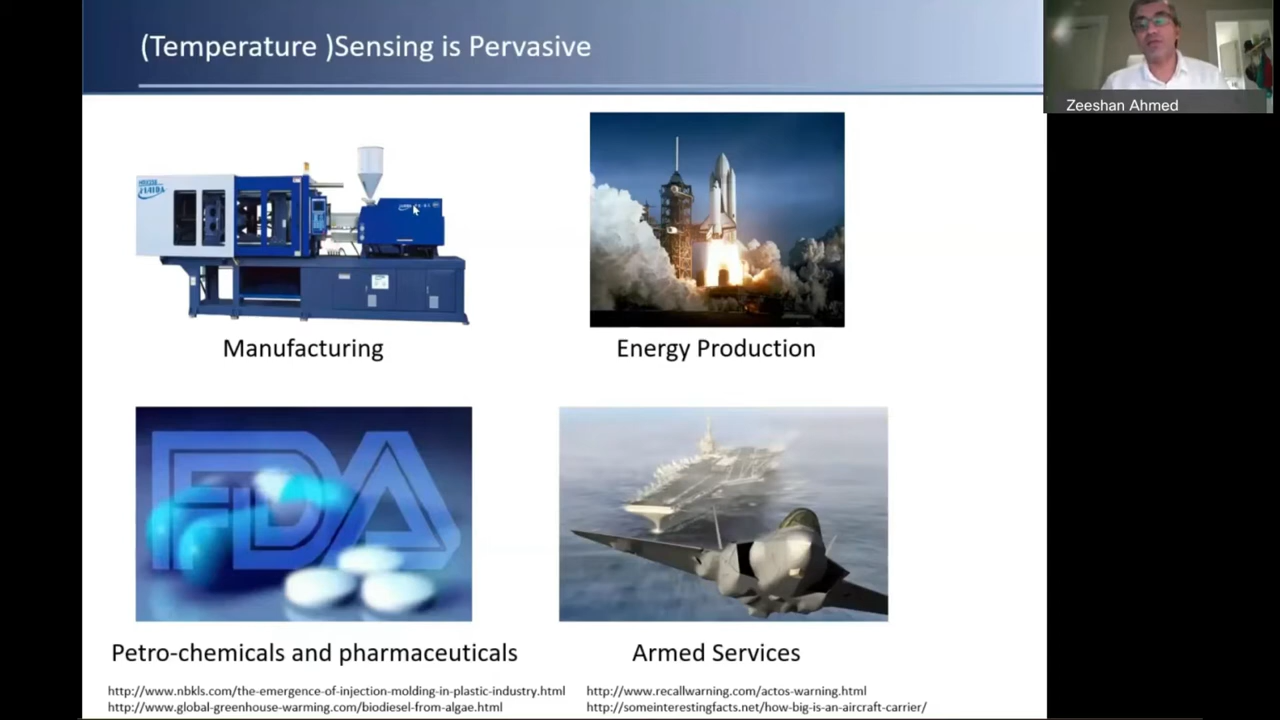 (Temperature )Sensing is Pervasive
Zeeshan Ahmed
Manufacturing
Energy Production
FDA
Petro-chemicals and pharmaceuticals
Armed Services
http://www.nbkls.com/the-emergence-of-injection-molding-in-plastic-industry.html
http://www.recallwarning.com/actos-warning.html
http://www.global-greenhouse-warming.com/biodiesel-from-algae.html
http://someinterestingfacts.net/how-big-is-an-aircraft-carrier/